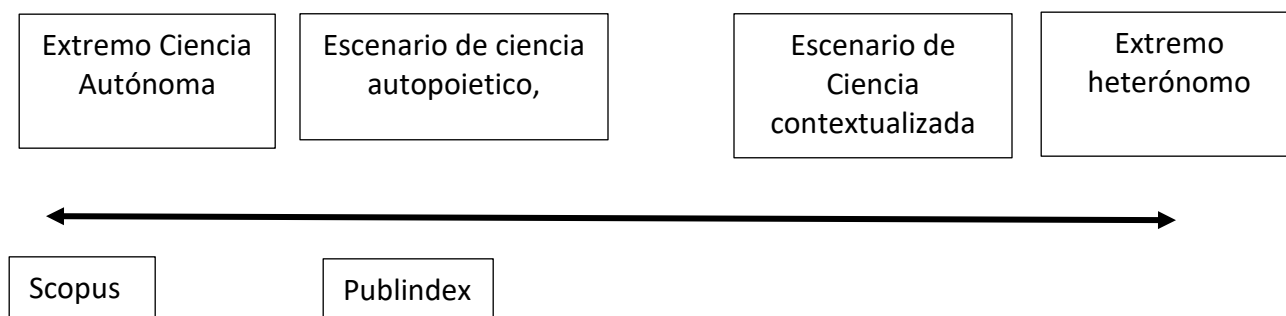 Extremo Ciencia
Autónoma
Escenario de ciencia
autopoietico,
Escenario de
Ciencia
contextualizada
Extremo
heterónomo
Scopus
Publindex